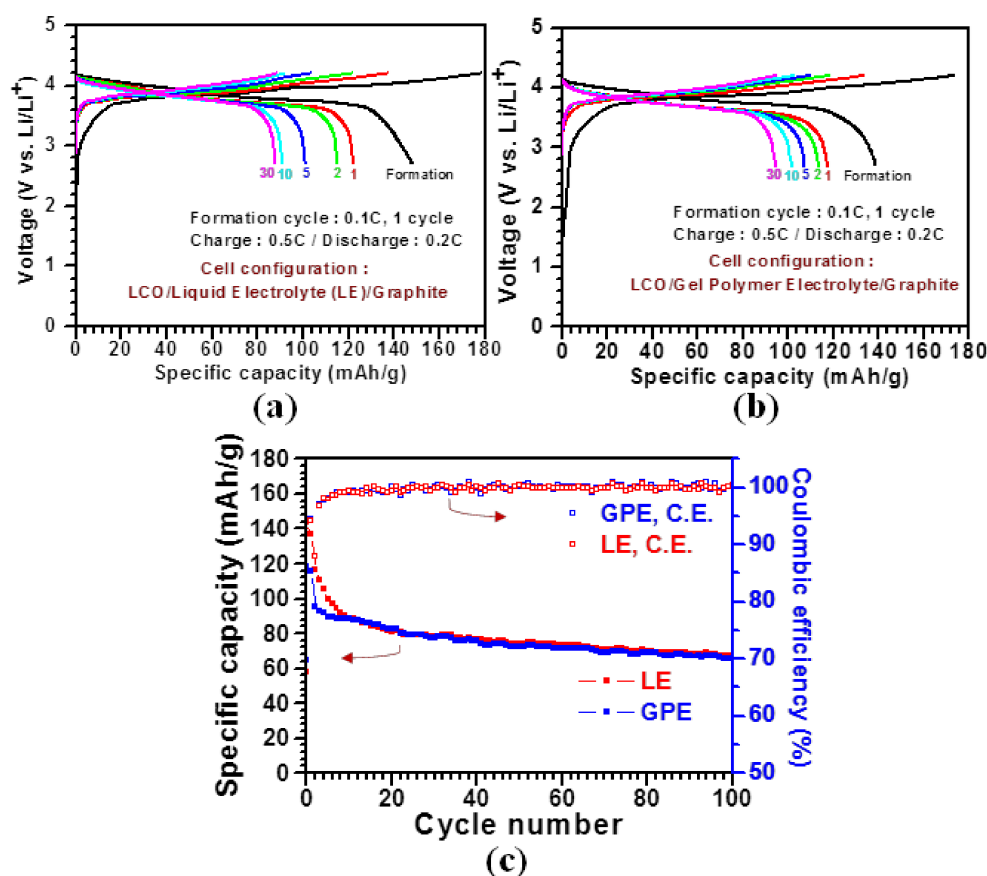 5
4
3
2
1
0
Voltage (V vs. Li/Li+)
30 10 5 2 1 Formation
Formation cycle : 0.1C, 1 cycle
Charge : 0.5C / Discharge : 0.2C
Cell configuration :
LCO/Liquid Electrolyte (LE)/Graphite
0 20 40 60 80 100 120 140 160 180
Specific capacity (mAh/g)
(a)
5
4
3
2
1
0
Voltage (V vs. Li/Li+)
30 10 5 2 1 Formation
Formation cycle : 0.1C, 1 cycle
Charge : 0.5C / Discharge : 0.2C
Cell configuration :
LCO/Gel Polymer Electrolyte/Graphite
0 20 40 60 80 100 120 140 160 180
Specific capacity (mAh/g)
(b)
180
160
140
120
100
80
60
40
20
0
Specific capacity (mAh/g)
GPE, C.E.
LE, C.E.
LE
GPE
100
95
90
85
80
75
70
65
60
55
50
Coulombic efficiency (%)
0 20 40 60 80 100
Cycle number
(c)